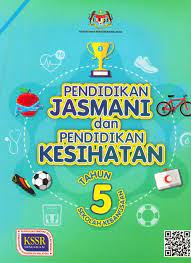 PENDIDIKAN
JASMANI
dan
PENDIDIKAN
KESIHATAN
TAHUN
5
SEKOLAH KEBANGSAAN
KSSR